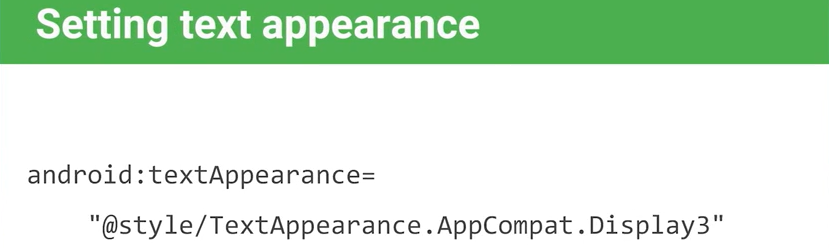 Setting text appearance
android:textAppearance=
"@style/TextAppearance.AppCompat.Display3"